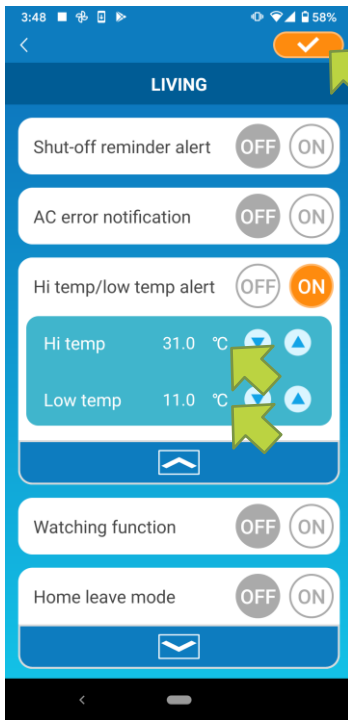 3:48 58%
LIVING
Shut-off reminder alert OFF ON
AC error notification OFF ON
Hi temp/low temp alert OFF ON
Hi temp 31.0 ℃
Low temp 11.0 ℃
Watching function OFF ON
Home leave mode OFF ON